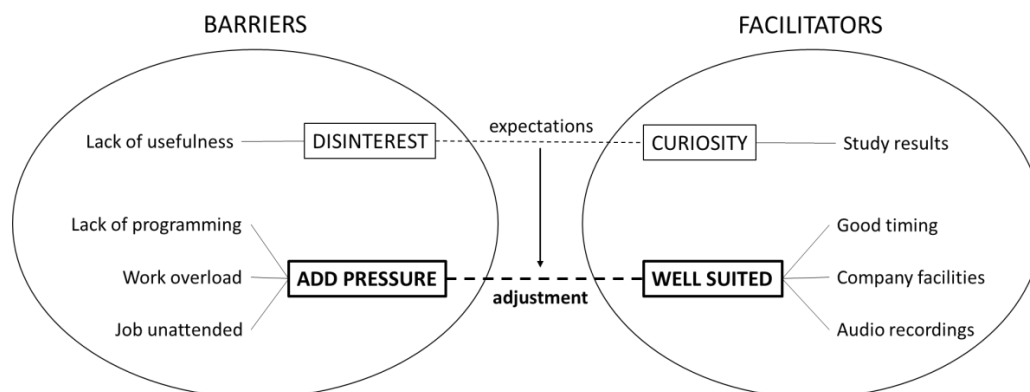 BARRIERS
FACILITATORS
Lack of usefulness
DISINTEREST
expectations
CURIOSITY
Study results
Lack of programming
Work overload
Job unattended
ADD PRESSURE
adjustment
WELL SUITED
Good timing
Company facilities
Audio recordings